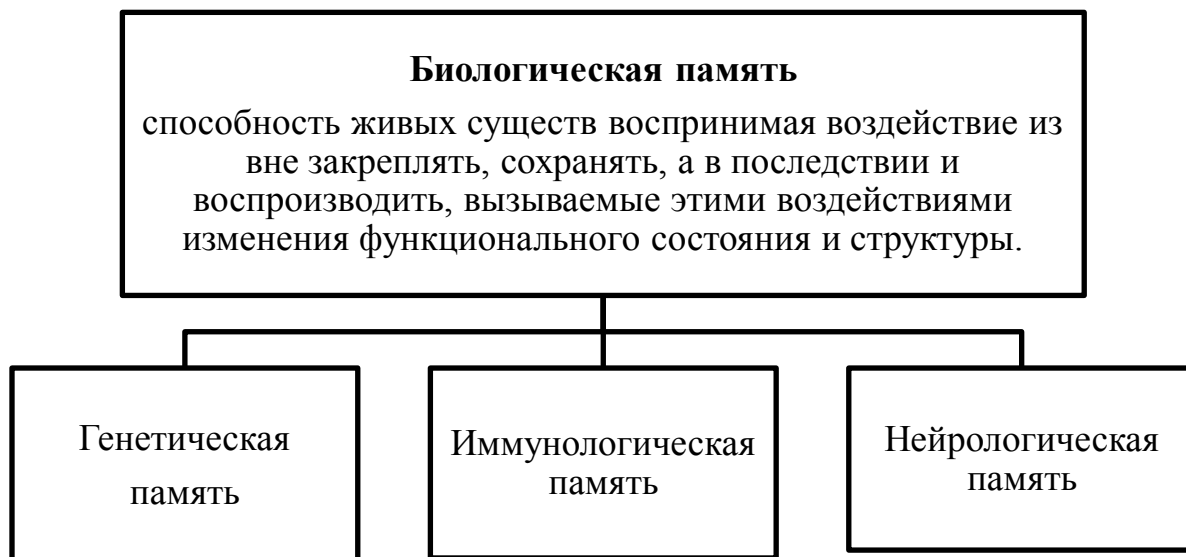 Биологическая память
способность живых существ воспринимая воздействие из
вне закреплять, сохранять, а в последствии и
воспроизводить, вызываемые этими воздействиями
изменения функционального состояния и структуры.
Генетическая
память
Иммунологическая
память
Нейрологическая
память